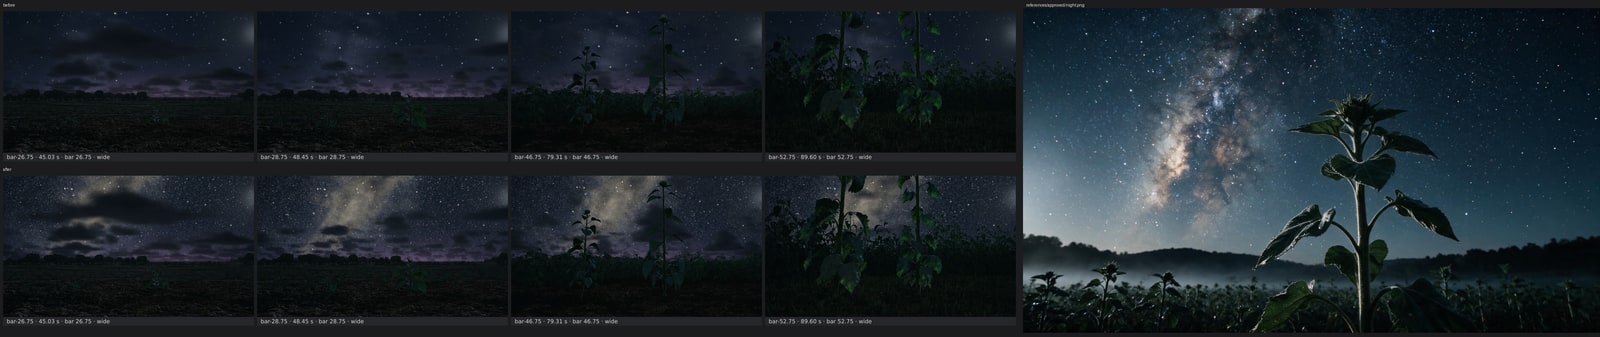 before
references/approved/night.png
bar-26.75 · 45.03 s · bar 26.75 · wide
bar-28.75 · 48.45 s · bar 28.75 · wide
bar-46.75 · 79.31 s · bar 46.75 · wide
bar-52.75 · 89.60 s · bar 52.75 · wide
after
bar-26.75 · 45.03 s · bar 26.75 · wide
bar-28.75 · 48.45 s · bar 28.75 · wide
bar-46.75 · 79.31 s · bar 46.75 · wide
bar-52.75 · 89.60 s · bar 52.75 · wide